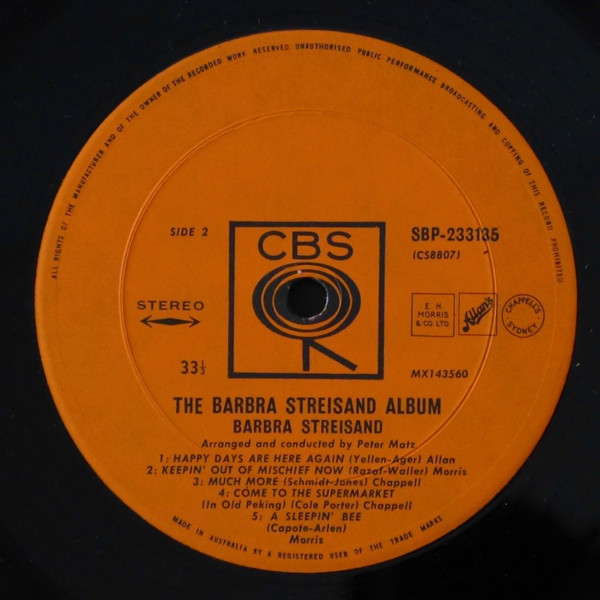 ALL RIGHTS OF THE MANUFACTURER AND OF THE OWNER OF THE RECORDED WORK RESERVED UNAUTHORISED PUBLIC PERFORMANCE BROADCASTING AND COPYING OF THIS RECORD PROHIBITED
SIDE 2
CBS
SBP-233135
(CS8807)
STEREO
E H
MORRIS
& CO LTD
Allan's
CHAPPELL'S
SYDNEY
33 1/3
MX143560
THE BARBRA STREISAND ALBUM
BARBRA STREISAND
Arranged and conducted by Peter Matz
1: HAPPY DAYS ARE HERE AGAIN (Yellen-Ager) Allan
2: KEEPIN' OUT OF MISCHIEF NOW (Razaf-Waller) Morris
3: MUCH MORE (Schmidt-Jones) Chappell
4: COME TO THE SUPERMARKET
(In Old Peking) (Cole Porter) Chappell
5: A SLEEPIN' BEE
(Capote-Arlen)
Morris
MADE IN AUSTRALIA BY A REGISTERED USER OF THE TRADE MARKS